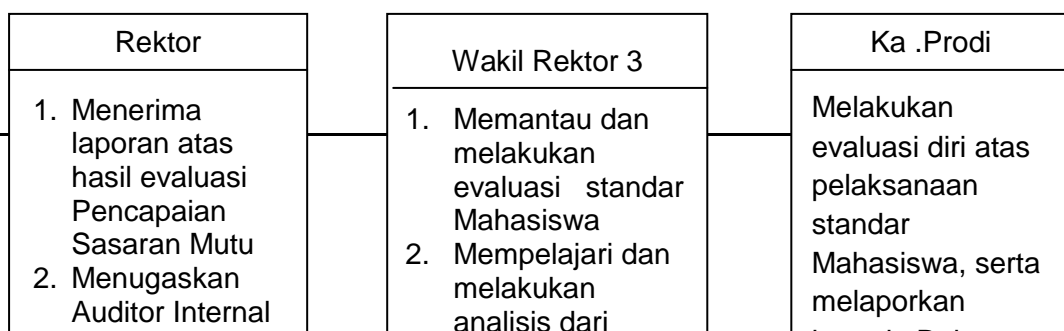 Rektor
1. Menerima
laporan atas
hasil evaluasi
Pencapaian
Sasaran Mutu
2. Menugaskan
Auditor Internal
Wakil Rektor 3
1. Memantau dan
melakukan
evaluasi standar
Mahasiswa
2. Mempelajari dan
melakukan
analisis dari
Ka .Prodi
Melakukan
evaluasi diri atas
pelaksanaan
standar
Mahasiswa, serta
melaporkan